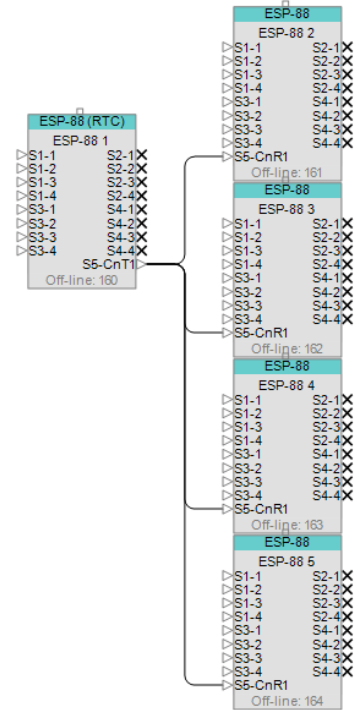 ESP-88 (RTC)
ESP-88 1
S1-1 S2-1
S1-2 S2-2
S1-3 S2-3
S1-4 S2-4
S3-1 S4-1
S3-2 S4-2
S3-3 S4-3
S3-4 S4-4
S5-CnT1
Off-line: 160
ESP-88
ESP-88 2
S1-1 S2-1
S1-2 S2-2
S1-3 S2-3
S1-4 S2-4
S3-1 S4-1
S3-2 S4-2
S3-3 S4-3
S3-4 S4-4
S5-CnR1
Off-line: 161
ESP-88
ESP-88 3
S1-1 S2-1
S1-2 S2-2
S1-3 S2-3
S1-4 S2-4
S3-1 S4-1
S3-2 S4-2
S3-3 S4-3
S3-4 S4-4
S5-CnR1
Off-line: 162
ESP-88
ESP-88 4
S1-1 S2-1
S1-2 S2-2
S1-3 S2-3
S1-4 S2-4
S3-1 S4-1
S3-2 S4-2
S3-3 S4-3
S3-4 S4-4
S5-CnR1
Off-line: 163
ESP-88
ESP-88 5
S1-1 S2-1
S1-2 S2-2
S1-3 S2-3
S1-4 S2-4
S3-1 S4-1
S3-2 S4-2
S3-3 S4-3
S3-4 S4-4
S5-CnR1
Off-line: 164